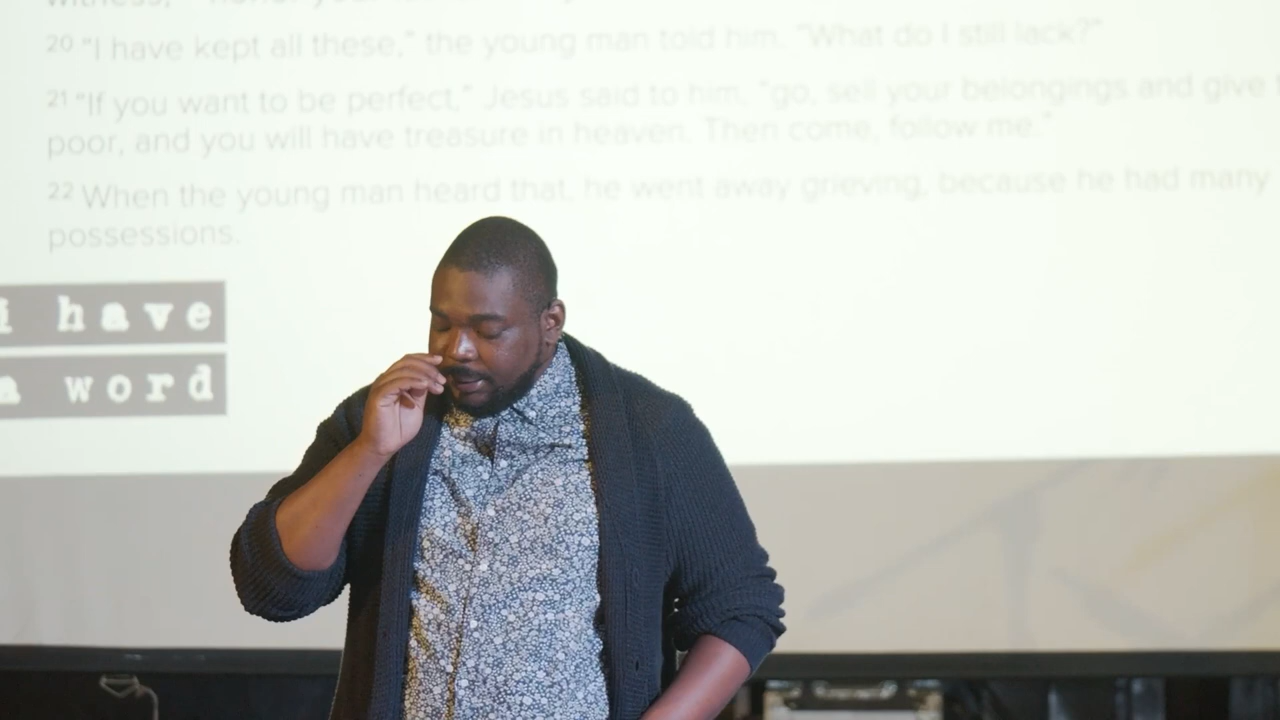 20 "I have kept all these," the young man told him. "What do I still lack?"
21 "If you want to be perfect," Jesus said to him, "go, sell your belongings and give
poor, and you will have treasure in heaven. Then come, follow me."
22 When the young man heard that, he went away grieving, because he had many
possessions.
i have
a word